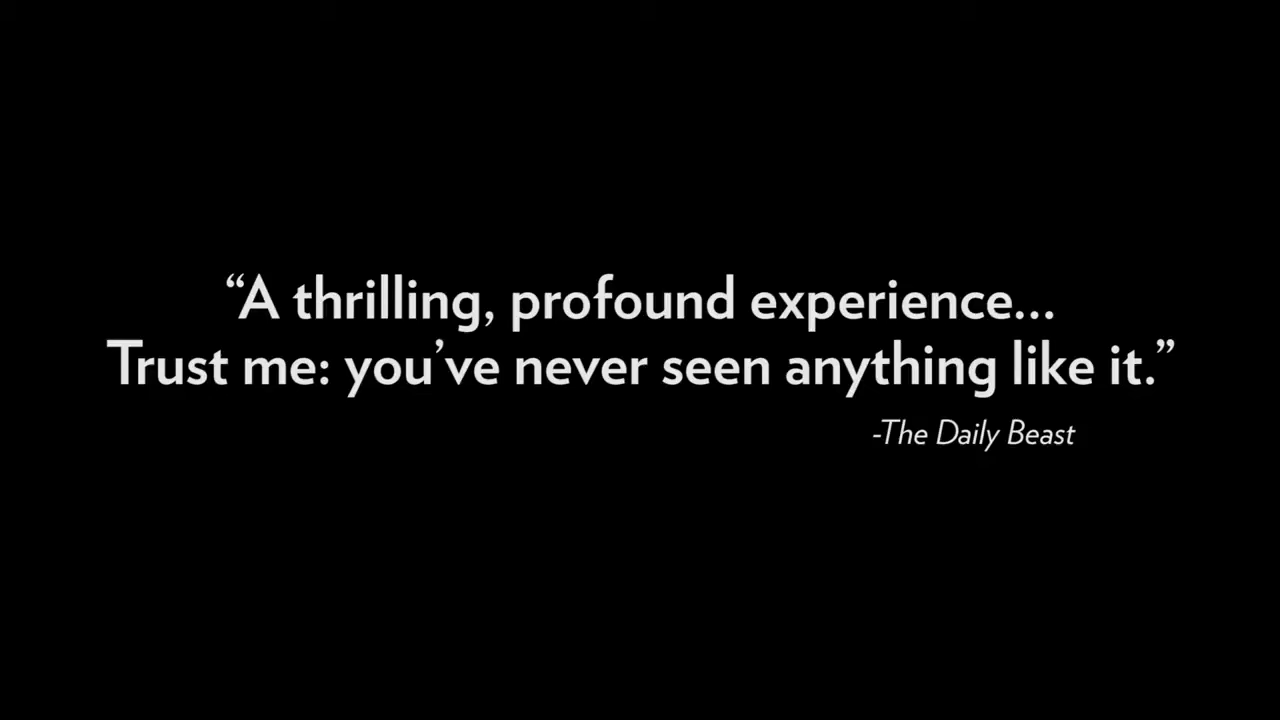 “A thrilling, profound experience...
Trust me: you’ve never seen anything like it.”
-The Daily Beast